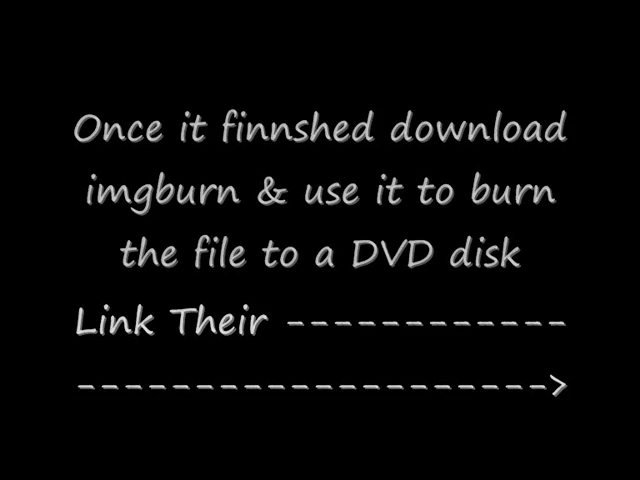 Once it finnshed download
imgburn & use it to burn
the file to a DVD disk
Link Their ------------
--------------------->